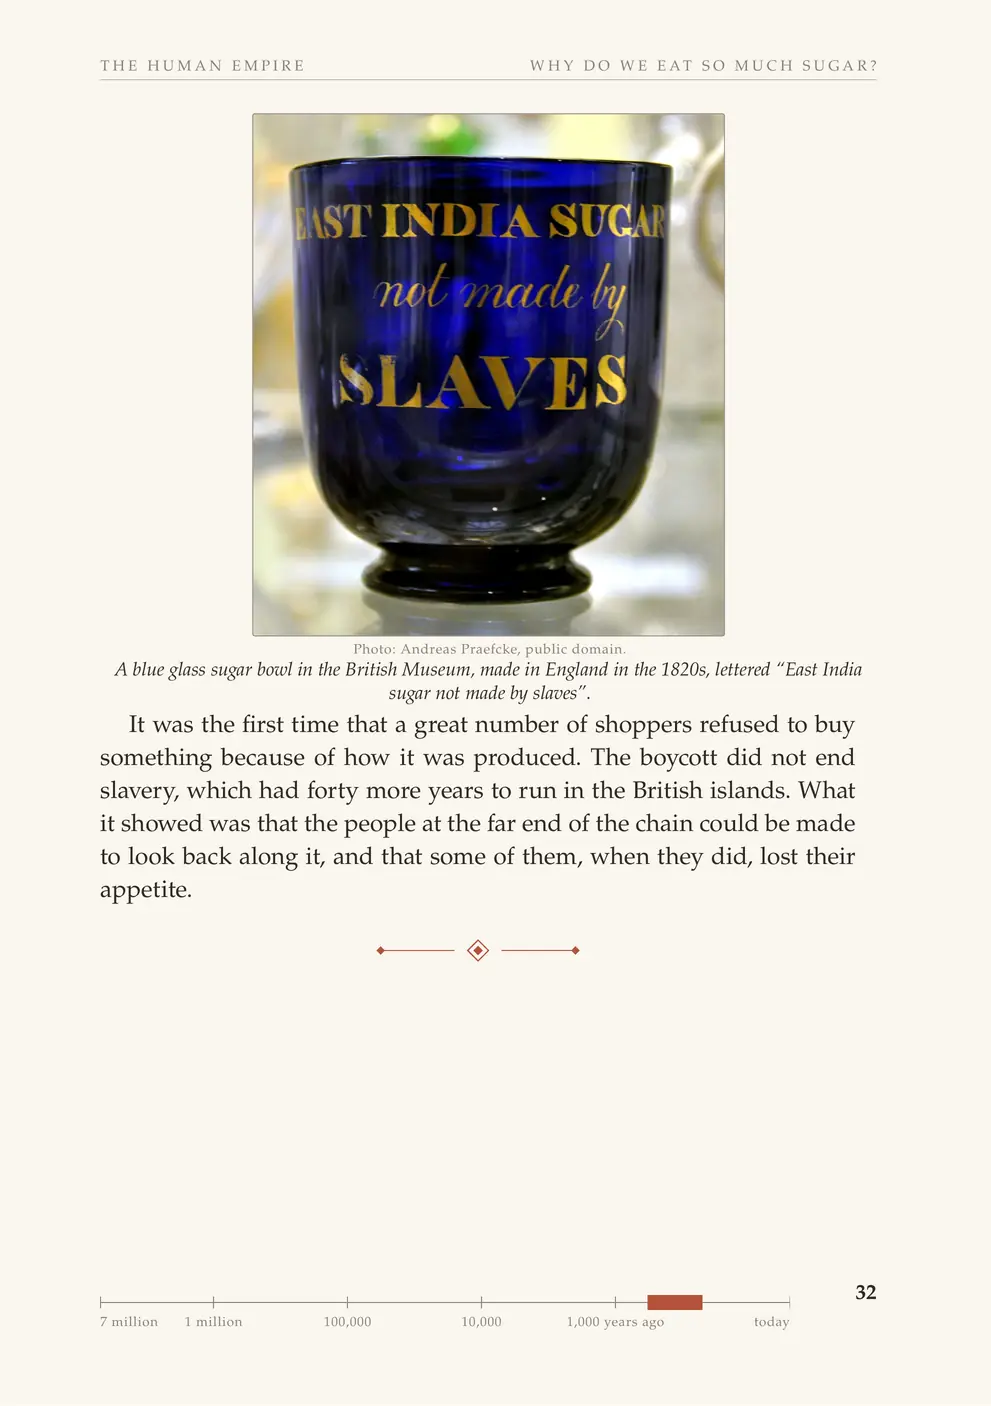 THE HUMAN EMPIRE
WHY DO WE EAT SO MUCH SUGAR?
EAST INDIA SUGAR
not made by
SLAVES
Photo: Andreas Praefcke, public domain.
A blue glass sugar bowl in the British Museum, made in England in the 1820s, lettered “East India
sugar not made by slaves”.
It was the first time that a great number of shoppers refused to buy
something because of how it was produced. The boycott did not end
slavery, which had forty more years to run in the British islands. What
it showed was that the people at the far end of the chain could be made
to look back along it, and that some of them, when they did, lost their
appetite.
32
7 million 1 million 100,000 10,000 1,000 years ago today